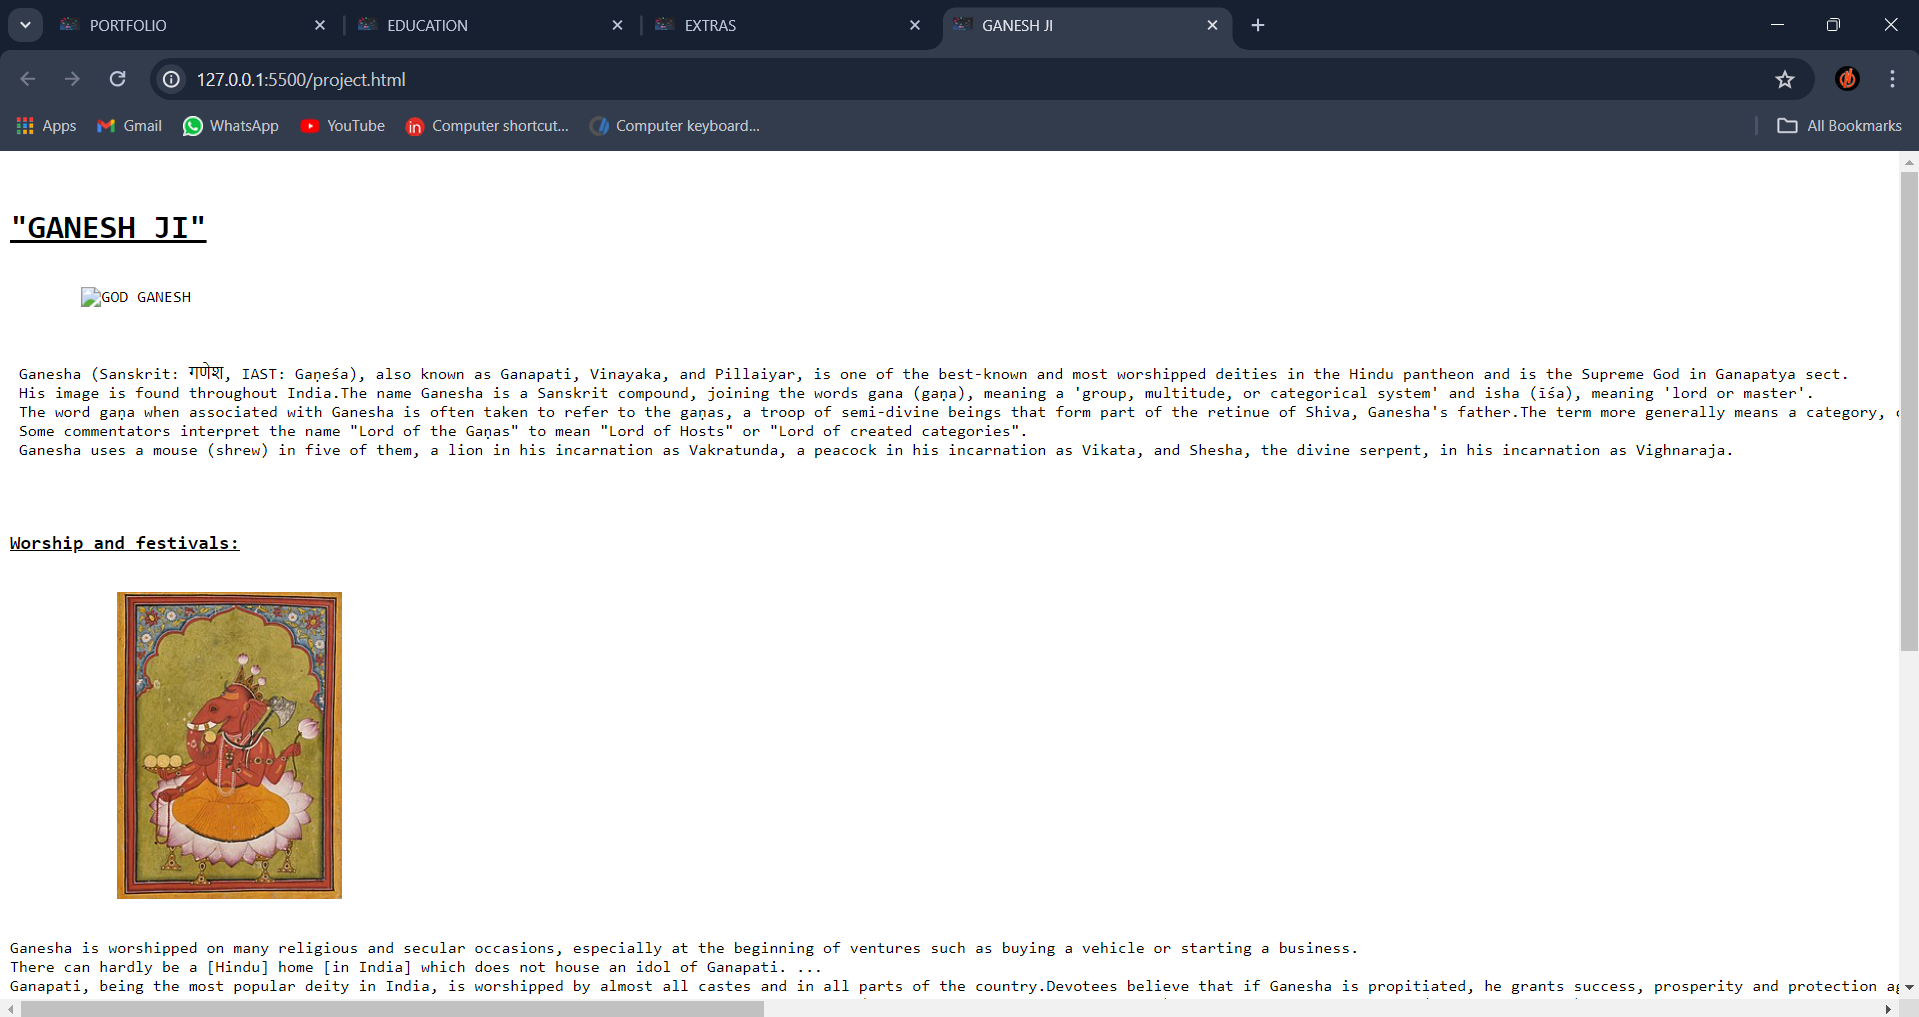 PORTFOLIO
EDUCATION
EXTRAS
GANESH JI
127.0.0.1:5500/project.html
Apps
Gmail
WhatsApp
YouTube
Computer shortcut...
Computer keyboard...
All Bookmarks
"GANESH JI"
GOD GANESH
Ganesha (Sanskrit: गणेश, IAST: Gaṇeśa), also known as Ganapati, Vinayaka, and Pillaiyar, is one of the best-known and most worshipped deities in the Hindu pantheon and is the Supreme God in Ganapatya sect.
His image is found throughout India.The name Ganesha is a Sanskrit compound, joining the words gana (gaṇa), meaning a 'group, multitude, or categorical system' and isha (īśa), meaning 'lord or master'.
The word gaṇa when associated with Ganesha is often taken to refer to the gaṇas, a troop of semi-divine beings that form part of the retinue of Shiva, Ganesha's father.The term more generally means a category,
Some commentators interpret the name "Lord of the Gaṇas" to mean "Lord of Hosts" or "Lord of created categories".
Ganesha uses a mouse (shrew) in five of them, a lion in his incarnation as Vakratunda, a peacock in his incarnation as Vikata, and Shesha, the divine serpent, in his incarnation as Vighnaraja.
Worship and festivals:
Ganesha is worshipped on many religious and secular occasions, especially at the beginning of ventures such as buying a vehicle or starting a business.
There can hardly be a [Hindu] home [in India] which does not house an idol of Ganapati. ...
Ganapati, being the most popular deity in India, is worshipped by almost all castes and in all parts of the country.Devotees believe that if Ganesha is propitiated, he grants success, prosperity and protection